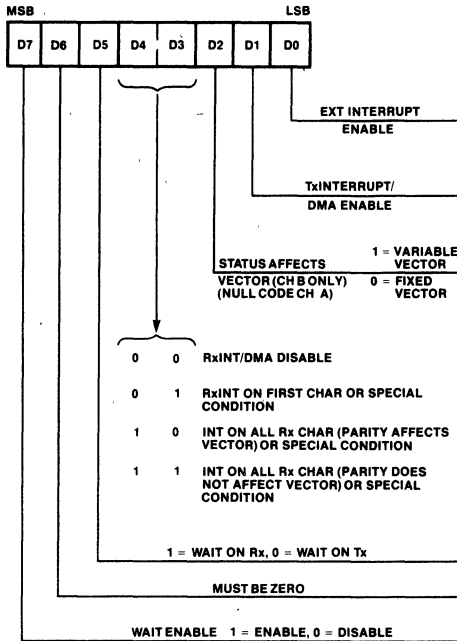 MSB LSB
D7 D6 D5 D4 D3 D2 D1 D0
EXT INTERRUPT
ENABLE
TxINTERRUPT/
DMA ENABLE
STATUS AFFECTS
VECTOR (CH B ONLY)
(NULL CODE CH A)
1 = VARIABLE
VECTOR
0 = FIXED
VECTOR
0 0 RxINT/DMA DISABLE
0 1 RxINT ON FIRST CHAR OR SPECIAL
CONDITION
1 0 INT ON ALL Rx CHAR (PARITY AFFECTS
VECTOR) OR SPECIAL CONDITION
1 1 INT ON ALL Rx CHAR (PARITY DOES
NOT AFFECT VECTOR) OR SPECIAL
CONDITION
1 = WAIT ON Rx, 0 = WAIT ON Tx
MUST BE ZERO
WAIT ENABLE 1 = ENABLE, 0 = DISABLE